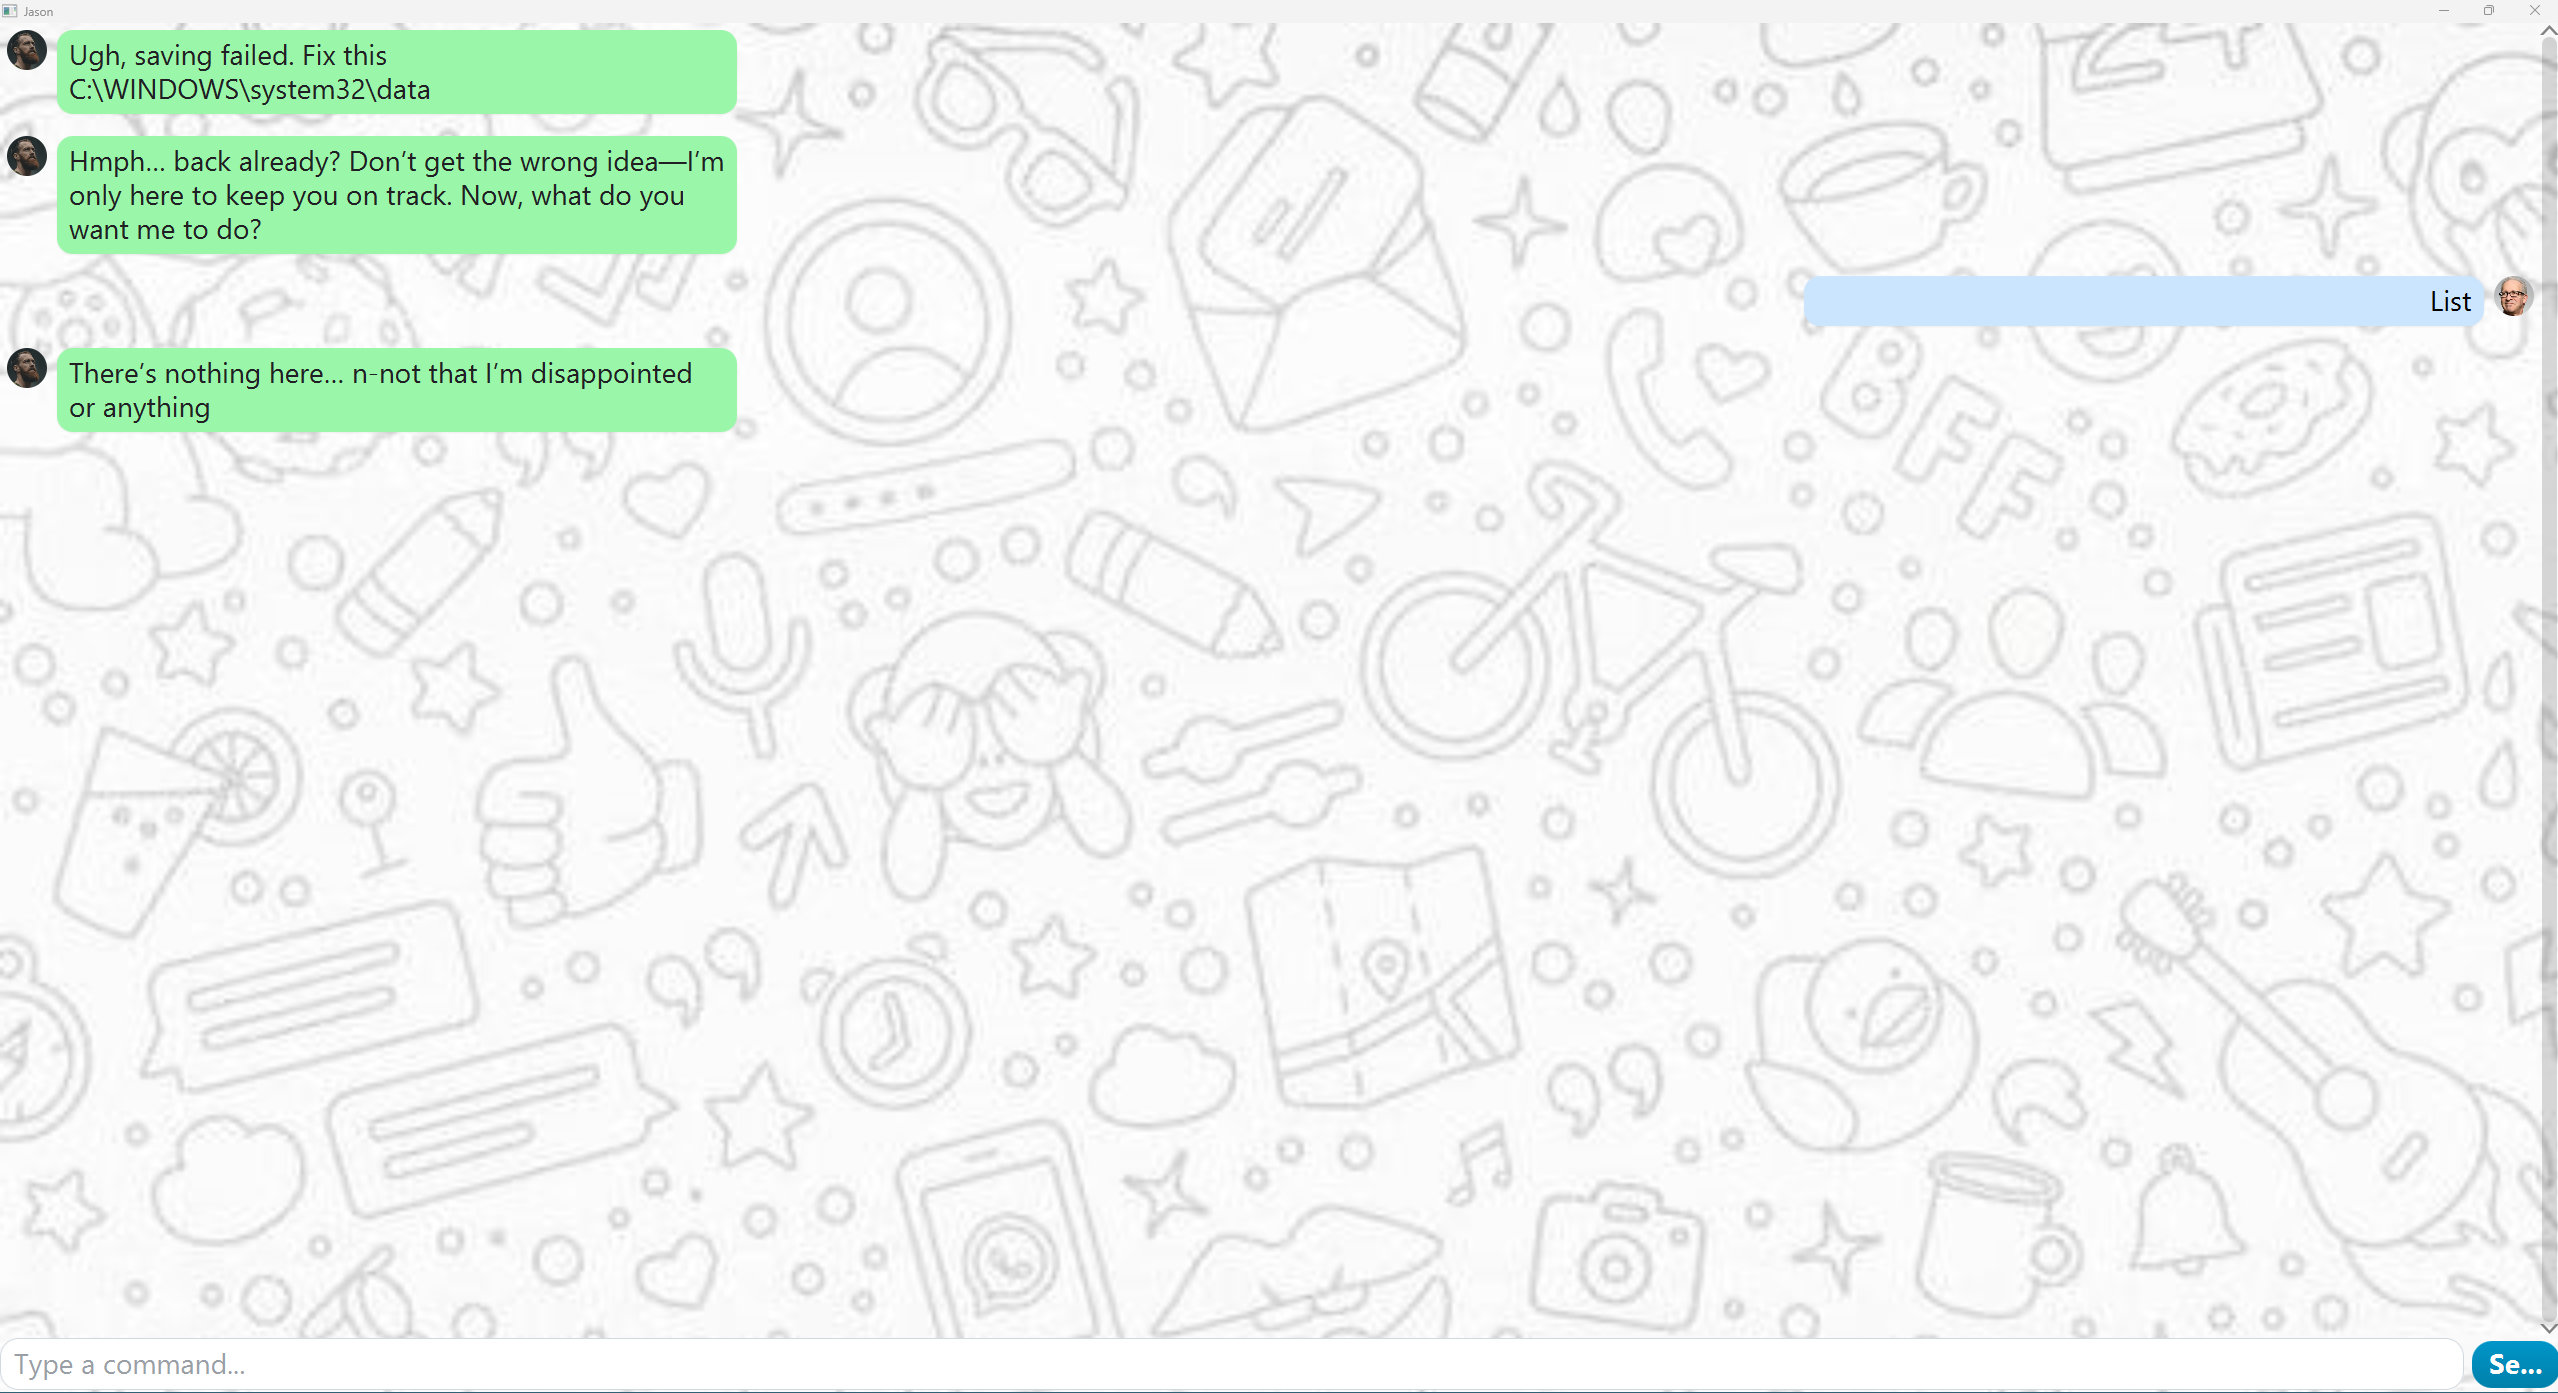 Jason
Ugh, saving failed. Fix this
C:\WINDOWS\system32\data
Hmph... back already? Don’t get the wrong idea—I’m
only here to keep you on track. Now, what do you
want me to do?
List
There’s nothing here... n-not that I’m disappointed
or anything
BFF
Type a command...
Se...